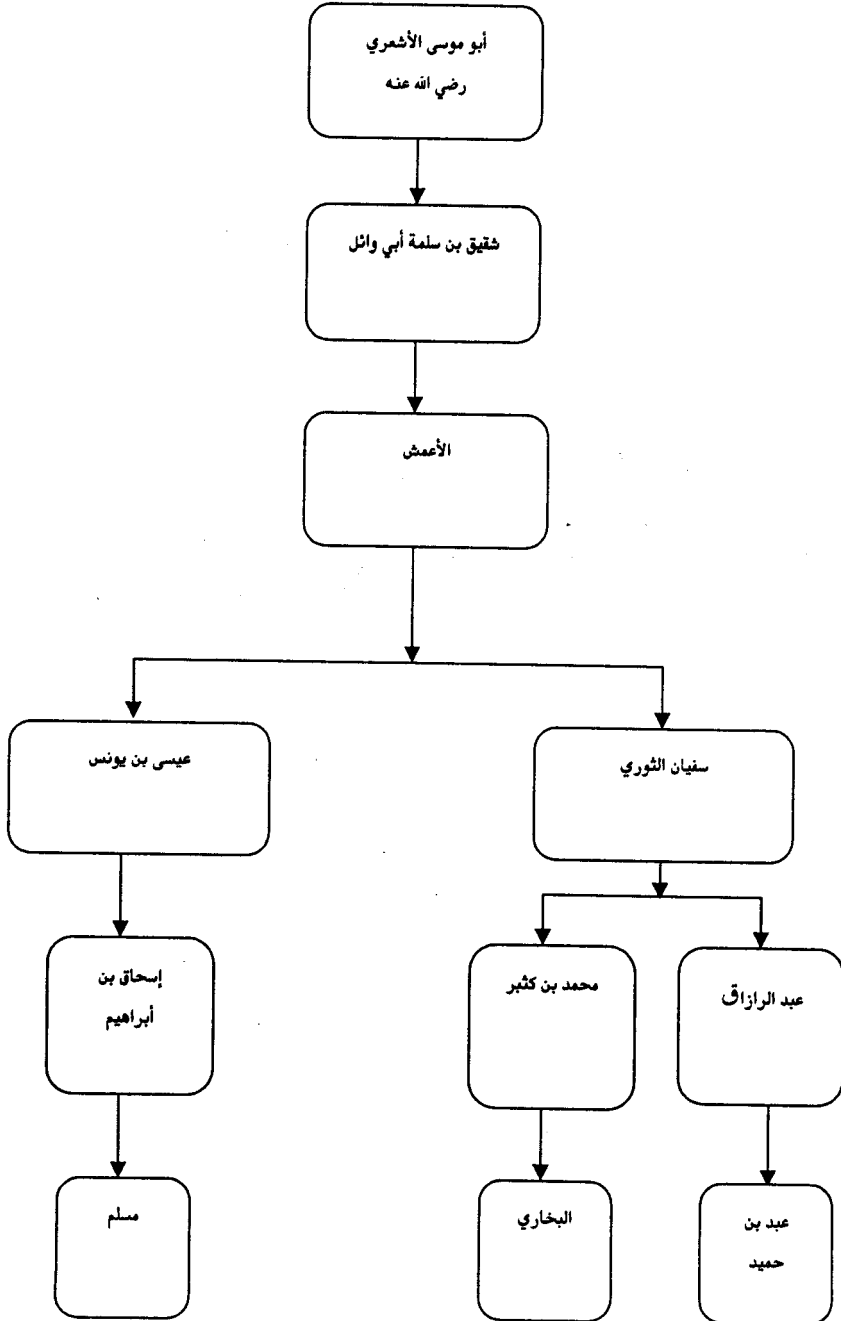 أبو موسى الأشعري
رضي الله عنه
شقيق بن سلمة أبي وائل
الأعمش
سفيان الثوري
عيسى بن يونس
عبد الرازاق
محمد بن كثبر
إسحاق بن
أبراهيم
عبد بن
حميد
البخاري
مسلم